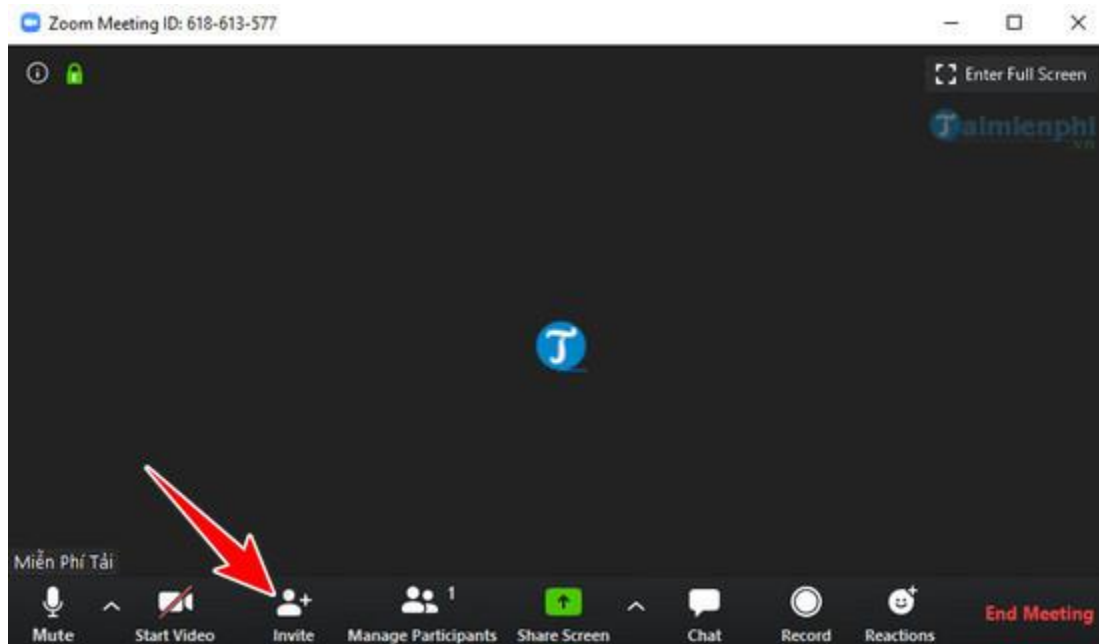 Zoom Meeting ID: 618-613-577
Enter Full Screen
Taimienphi
.vn
T
Miễn Phí Tải
1
Mute Start Video Invite Manage Participants Share Screen Chat Record Reactions End Meeting